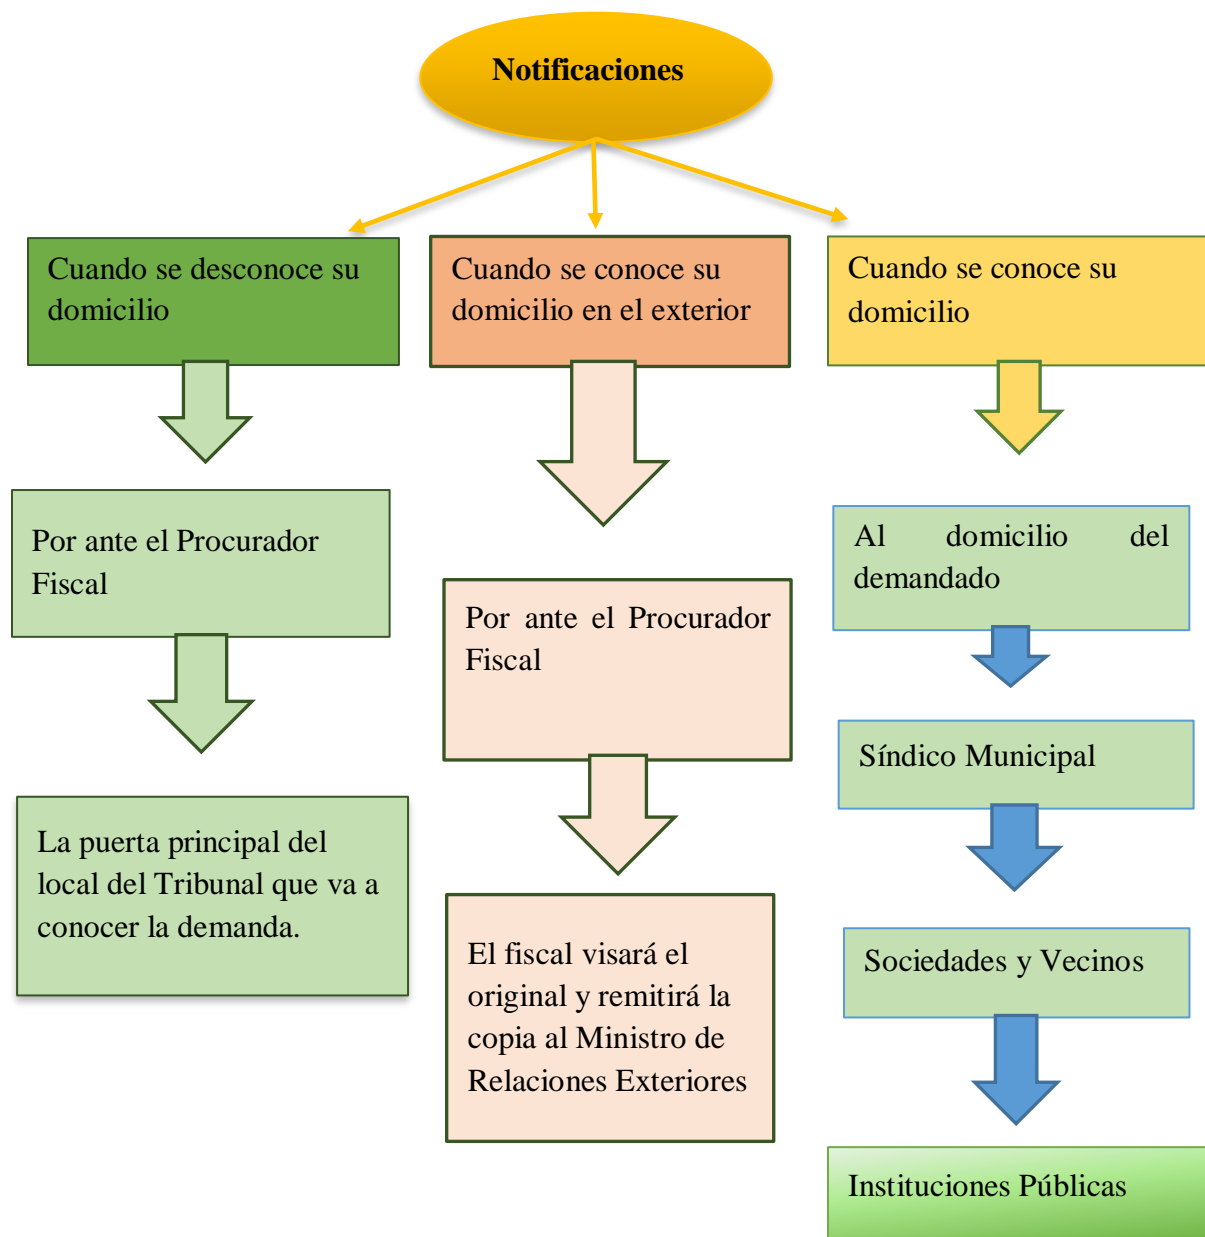 Notificaciones
Cuando se desconoce su
domicilio
Por ante el Procurador
Fiscal
La puerta principal del
local del Tribunal que va a
conocer la demanda.
Cuando se conoce su
domicilio en el exterior
Por ante el Procurador
Fiscal
El fiscal visará el
original y remitirá la
copia al Ministro de
Relaciones Exteriores
Cuando se conoce su
domicilio
Al domicilio del
demandado
Síndico Municipal
Sociedades y Vecinos
Instituciones Públicas